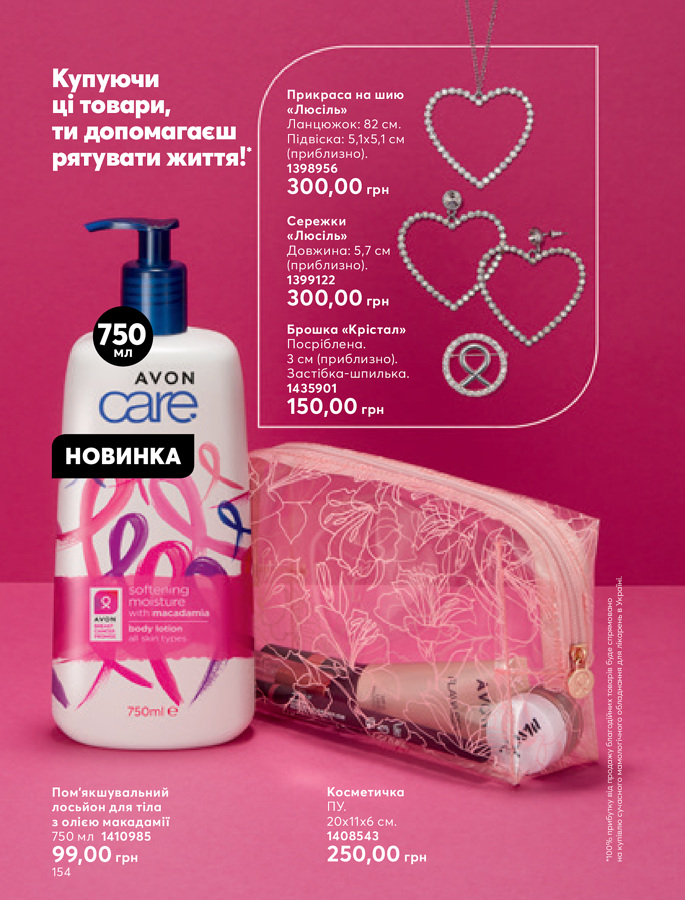 Купуючи
ці товари,
ти допомагаєш
рятувати життя!*
Прикраса на шию
«Люсіль»
Ланцюжок: 82 см.
Підвіска: 5,1х5,1 см
(приблизно).
1398956
300,00 грн
Сережки
«Люсіль»
Довжина: 5,7 см
(приблизно).
1399122
300,00 грн
Брошка «Крістал»
Посріблена.
3 см (приблизно).
Застібка-шпилька.
1435901
150,00 грн
750
МЛ
AVON
care
НОВИНКА
softening
moisture
with macadamia
body lotion
all skin types
AVON
BREAST
CANCER
PROMISE
750ml e
AV
FLAW
Пом'якшувальний
лосьйон для тіла
з олією макадамії
750 мл 1410985
99,00 грн
154
Косметичка
ПУ.
20х11х6 см.
1408543
250,00 грн
*100% прибутку від продажу благодійних товарів буде спрямовано
на купівлю сучасного мамологічного обладнання для лікарень в Україні.